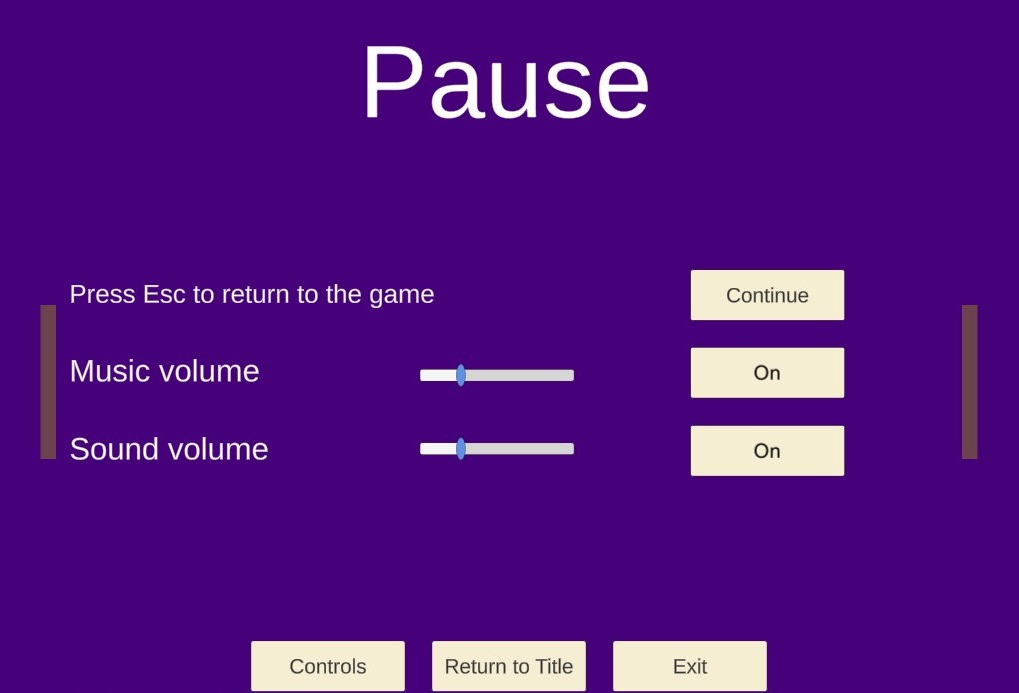 Pause
Press Esc to return to the game
Continue
Music volume
On
Sound volume
On
Controls
Return to Title
Exit